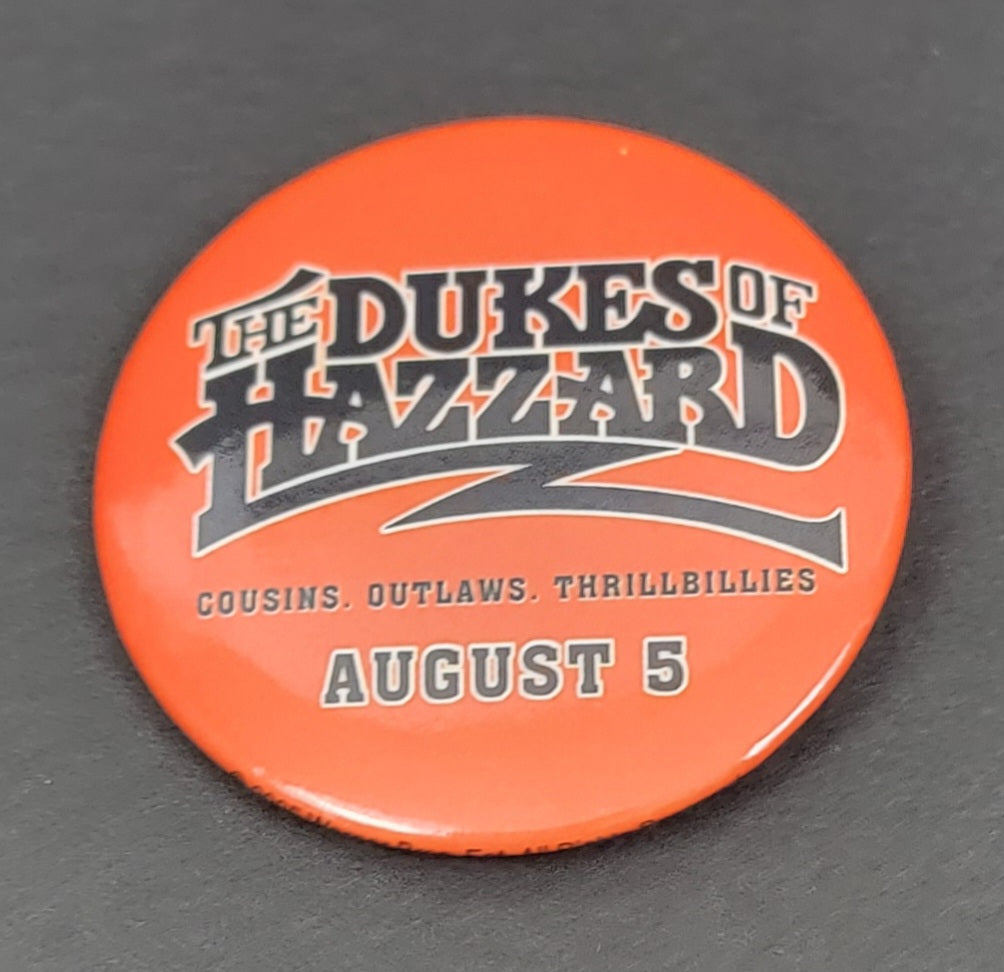 THE DUKES OF
HAZZARD
COUSINS. OUTLAWS. THRILLBILLIES
AUGUST 5